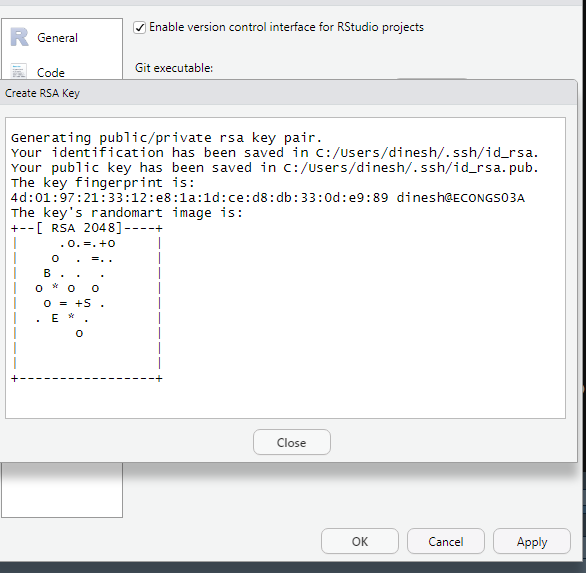 Enable version control interface for RStudio projects
R General
Git executable:
Code
Create RSA Key
Generating public/private rsa key pair.
Your identification has been saved in C:/Users/dinesh/.ssh/id_rsa.
Your public key has been saved in C:/Users/dinesh/.ssh/id_rsa.pub.
The key fingerprint is:
4d:01:97:21:33:12:e8:1a:1d:ce:d8:db:33:0d:e9:89 dinesh@ECONGS03A
The key's randomart image is:
+--[ RSA 2048]----+
|     .o.=.+o     |
|    o  . =..     |
|   B . .  .      |
|  o * o  o       |
|   o = +S .      |
|  . E * .        |
|       o         |
|                 |
|                 |
+-----------------+
Close
OK Cancel Apply